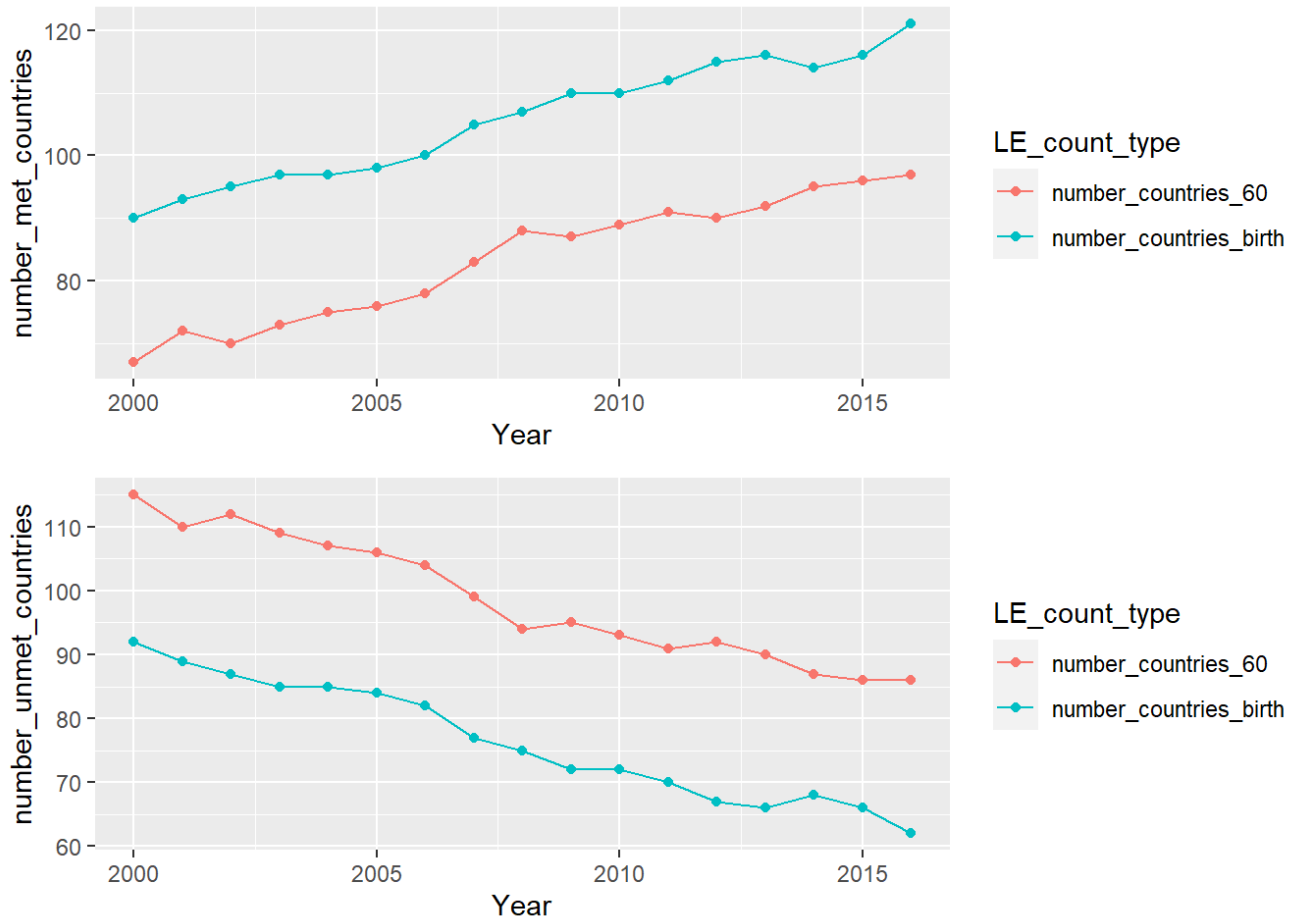 number_met_countries
120
100
80
2000 2005 2010 2015
Year
LE_count_type
number_countries_60
number_countries_birth
number_unmet_countries
110
100
90
80
70
60
2000 2005 2010 2015
Year
LE_count_type
number_countries_60
number_countries_birth